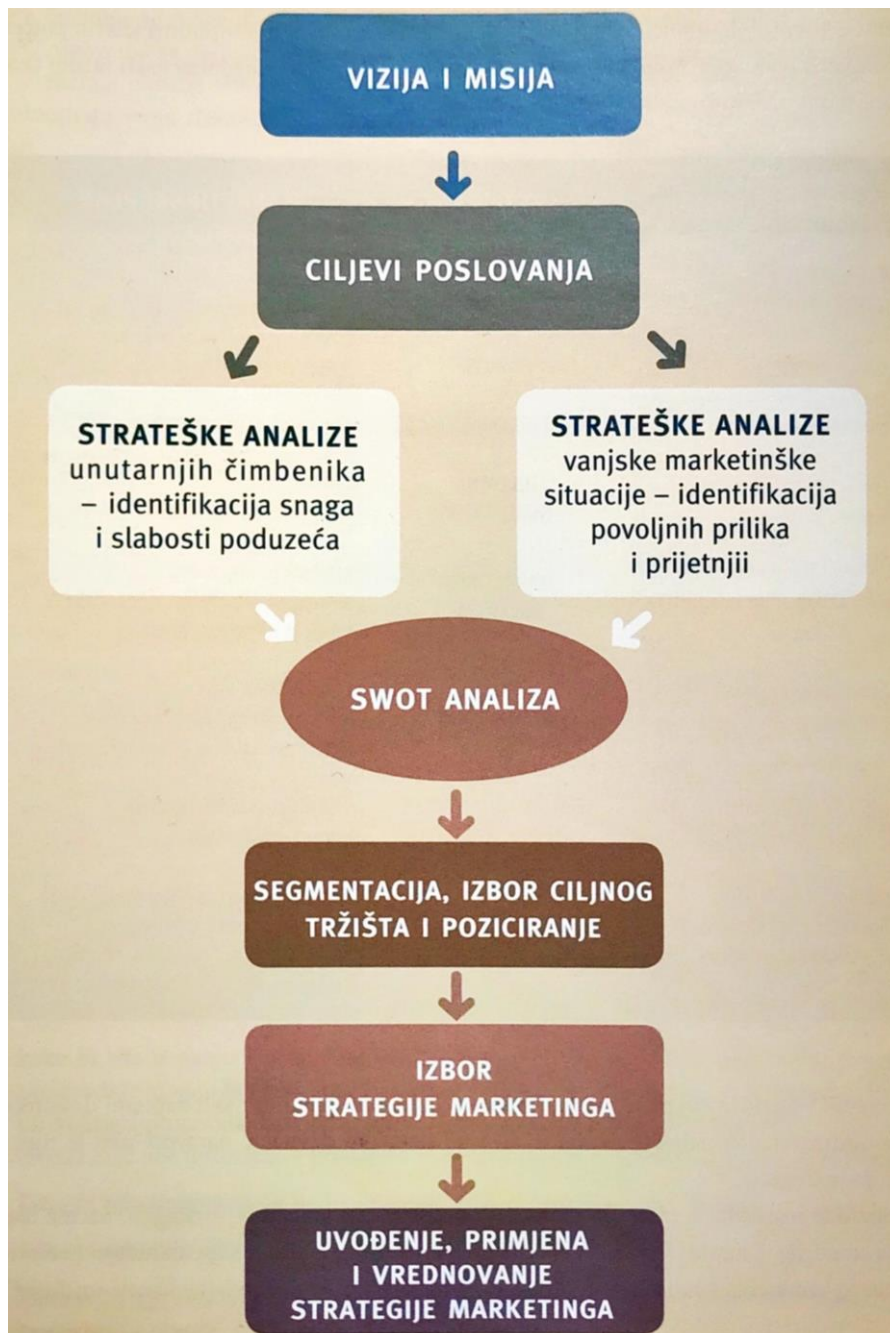 VIZIJA I MISIJA
CILJEVI POSLOVANJA
STRATEŠKE ANALIZE
unutarnjih čimbenika
– identifikacija snaga
i slabosti poduzeća
STRATEŠKE ANALIZE
vanjske marketinške
situacije – identifikacija
povoljnih prilika
i prijetnjii
SWOT ANALIZA
SEGMENTACIJA, IZBOR CILJNOG
TRŽIŠTA I POZICIRANJE
IZBOR
STRATEGIJE MARKETINGA
UVOĐENJE, PRIMJENA
I VREDNOVANJE
STRATEGIJE MARKETINGA